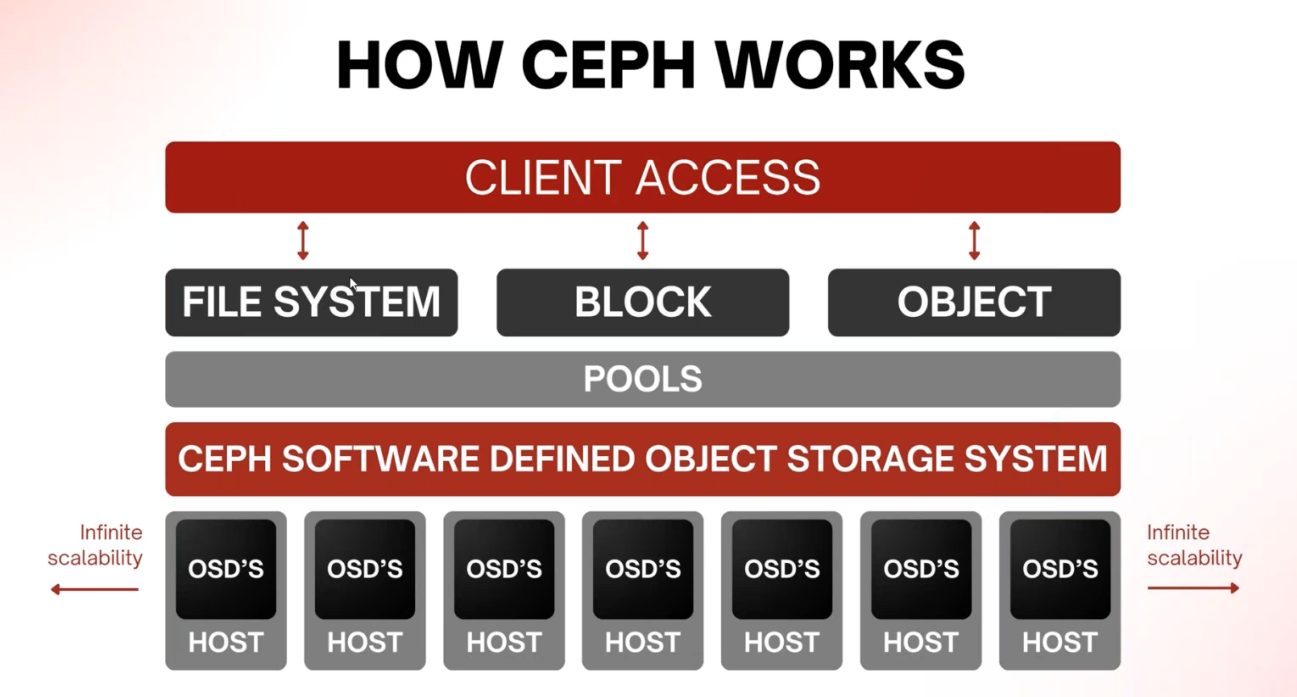 HOW CEPH WORKS
CLIENT ACCESS
FILE SYSTEM
BLOCK
OBJECT
POOLS
CEPH SOFTWARE DEFINED OBJECT STORAGE SYSTEM
Infinite
scalability
OSD’S
HOST
OSD’S
HOST
OSD’S
HOST
OSD’S
HOST
OSD’S
HOST
OSD’S
HOST
OSD’S
HOST
Infinite
scalability